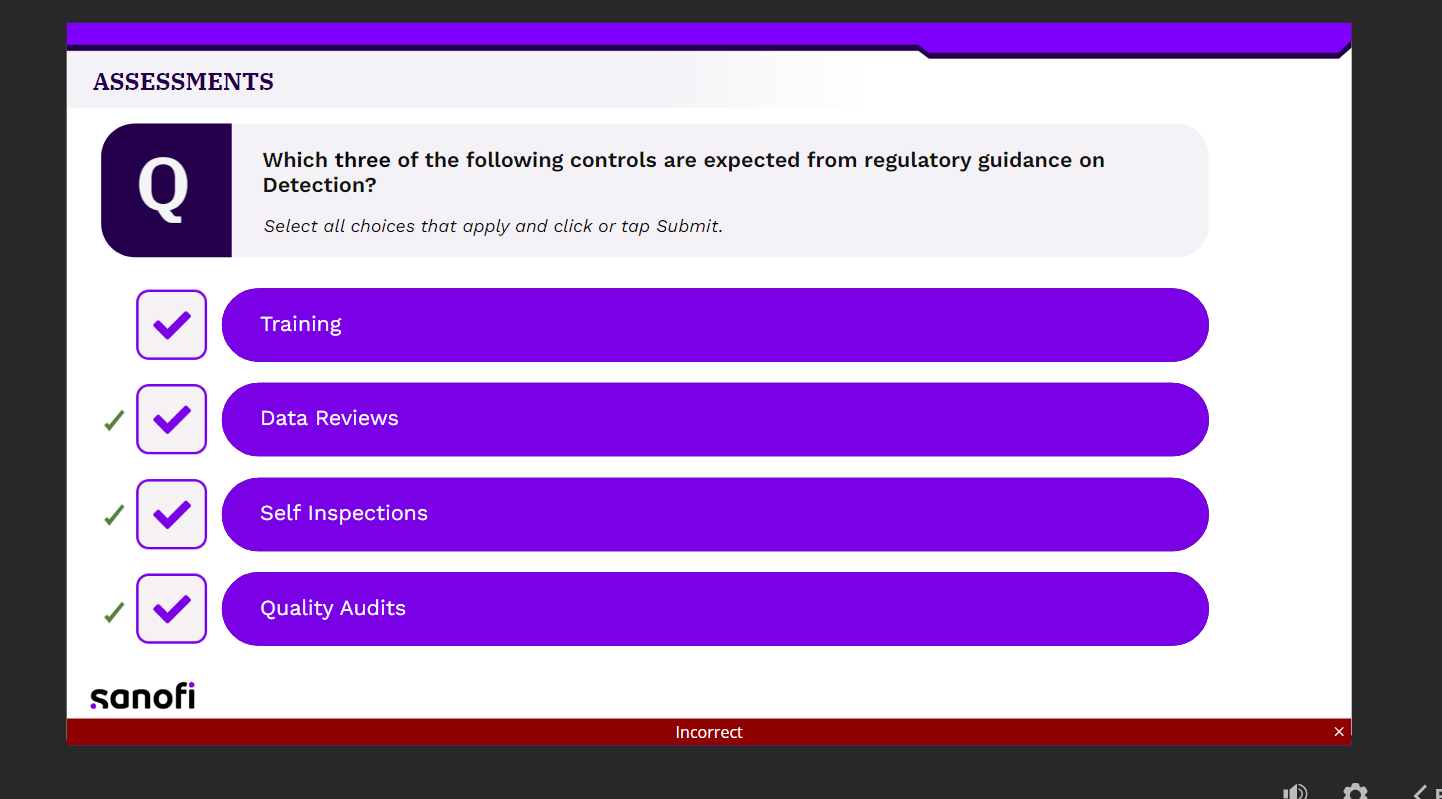 ASSESSMENTS
Q
Which three of the following controls are expected from regulatory guidance on
Detection?
Select all choices that apply and click or tap Submit.
Training
Data Reviews
Self Inspections
Quality Audits
sanofi
Incorrect